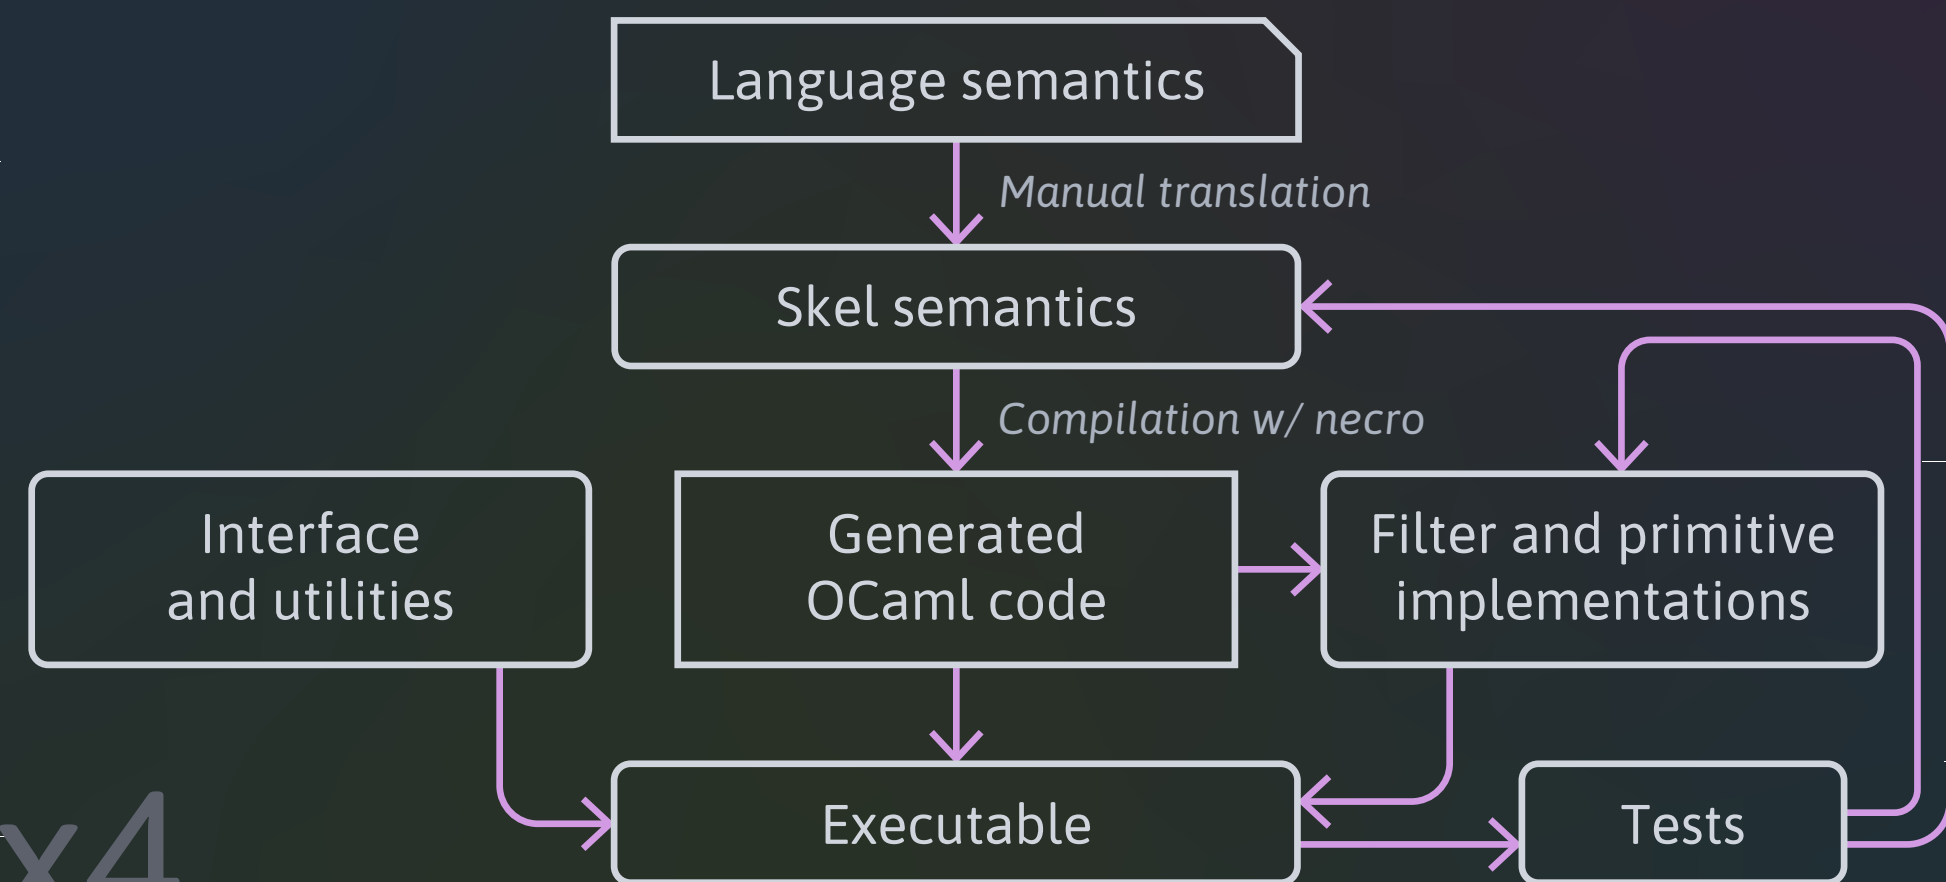 Language semantics
Manual translation
Skel semantics
Compilation w/ necro
Interface
and utilities
Generated
OCaml code
Filter and primitive
implementations
Executable
Tests
x4